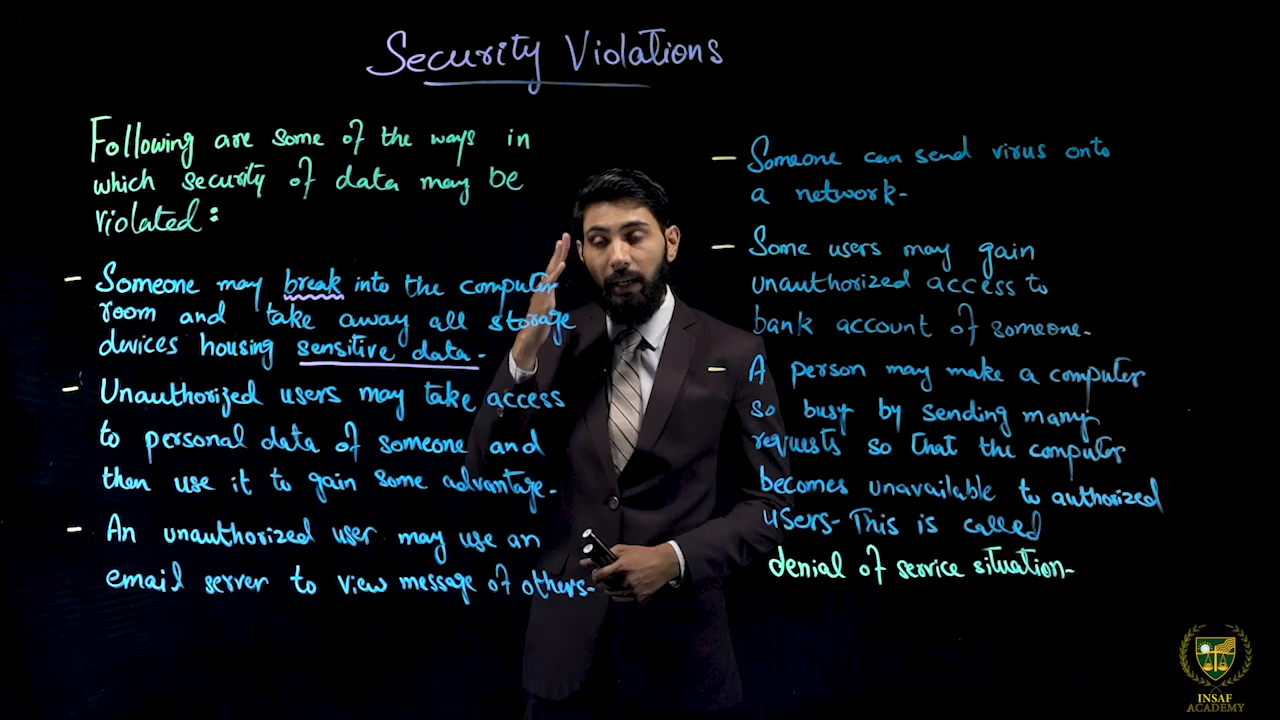 Security Violations
Following are some of the ways in
which security of data may be
violated:
- Someone may break into the computer
room and take away all storage
devices housing sensitive data-
- Unauthorized users may take access
to personal data of someone and
then use it to gain some advantage-
- An unauthorized user may use an
email server to view message of others-
- Someone can send virus onto
a network-
- Some users may gain
unauthorized access to
bank account of someone-
- A person may make a computer
so busy by sending many
requests so that the computer
becomes unavailable to authorized
users- This is called
denial of service situation-
INSAF
ACADEMY